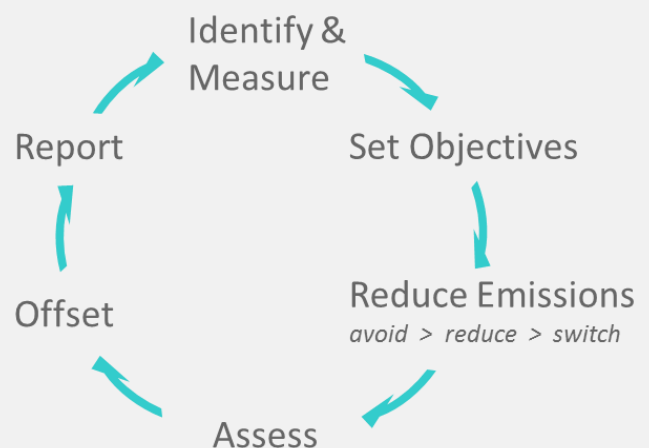 Identify &
Measure
Set Objectives
Reduce Emissions
avoid > reduce > switch
Assess
Offset
Report